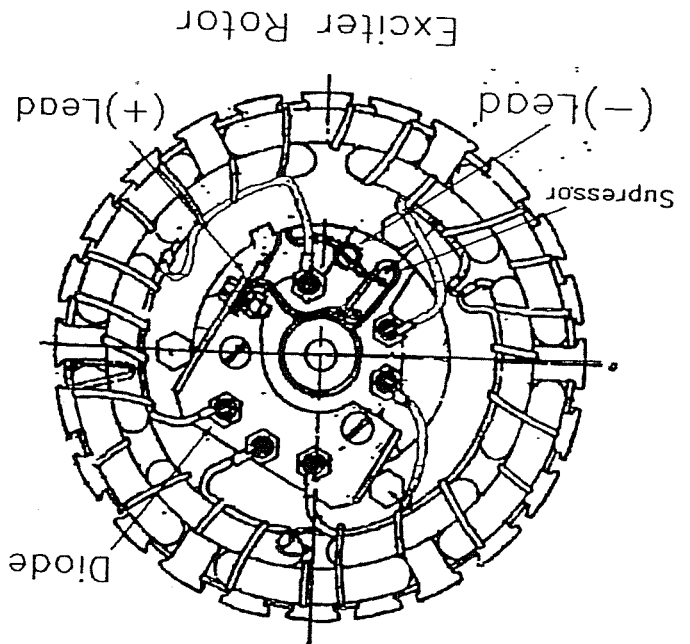 Diode
Supressor
(-)Lead
(+)Lead
Exciter Rotor